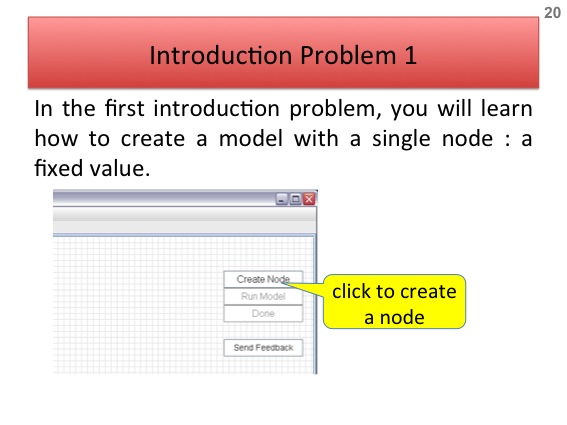 20
Introduction Problem 1
In the first introduction problem, you will learn
how to create a model with a single node : a
fixed value.
Create Node
Run Model
Done
Send Feedback
click to create
a node